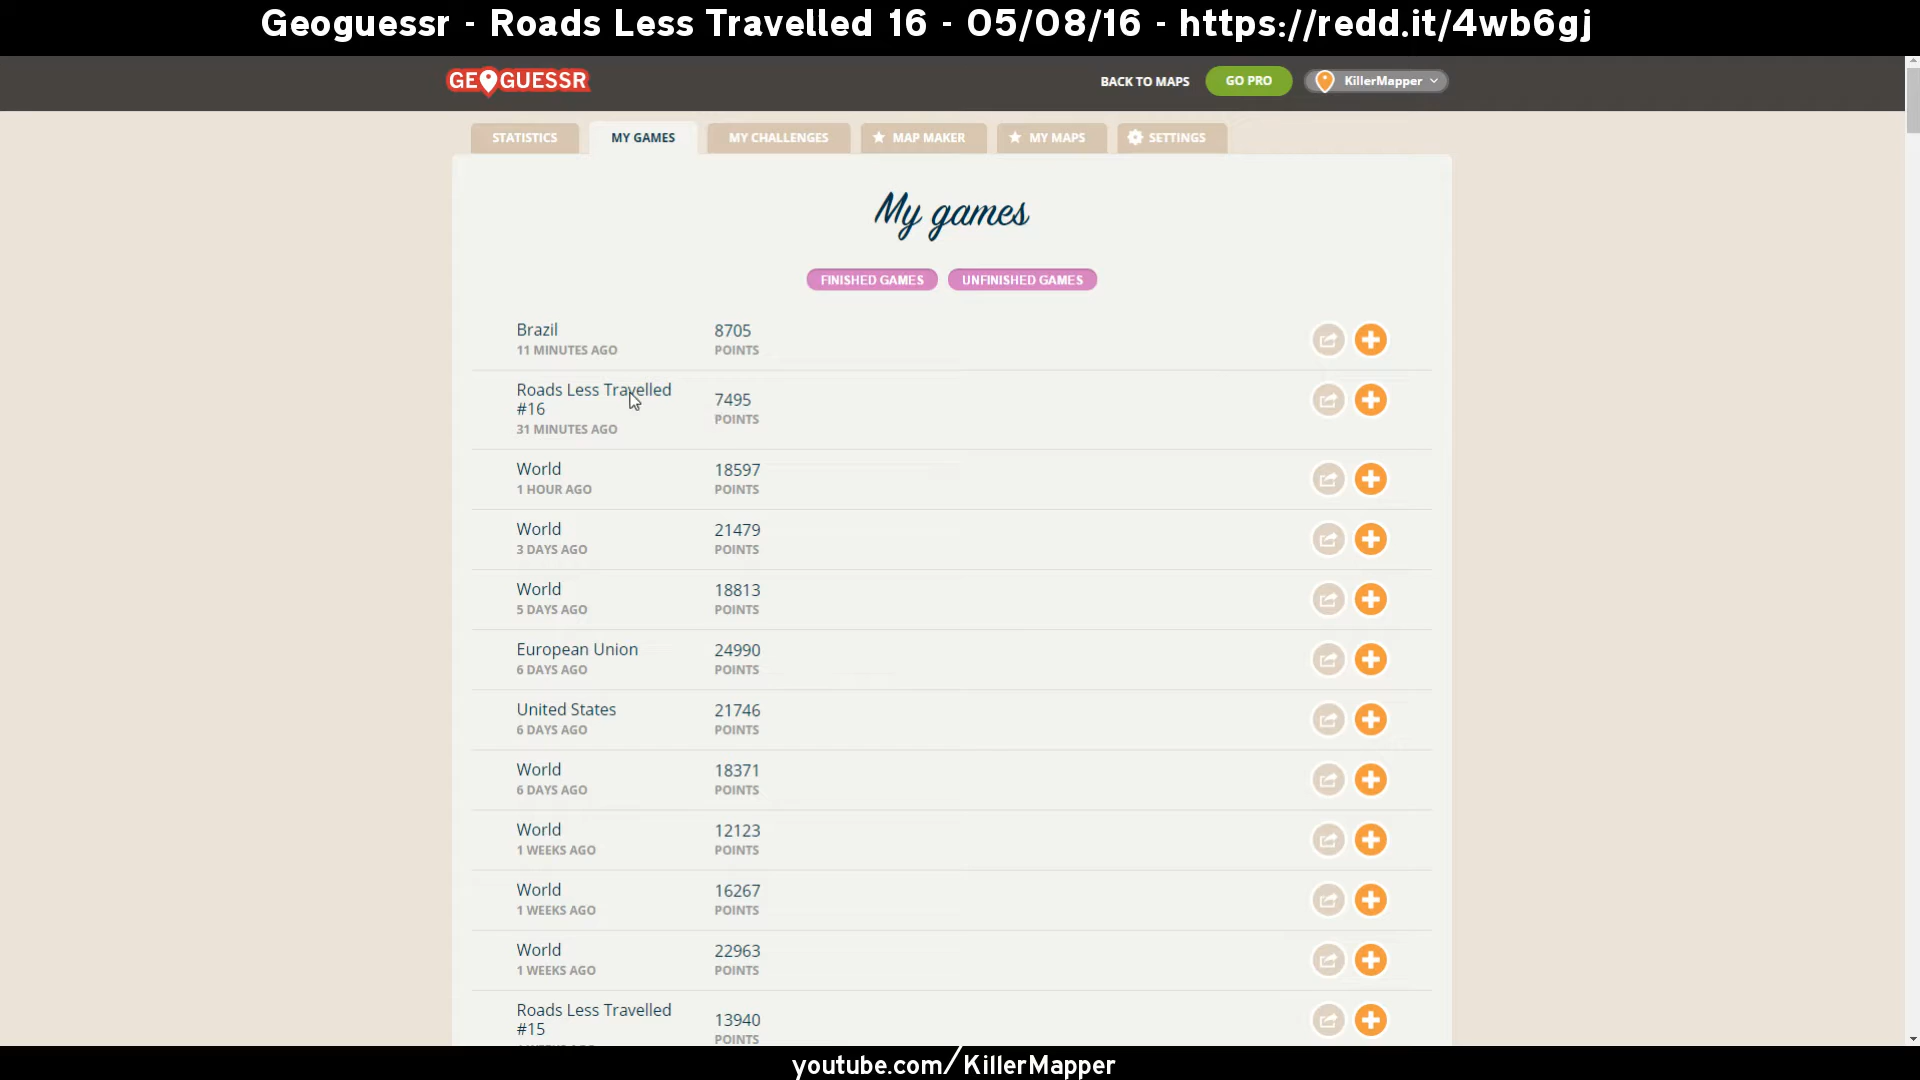 Geoguessr - Roads Less Travelled 16 - 05/08/16 - https://redd.it/4wb6gj
GEOGUESSR
BACK TO MAPS
GO PRO
KillerMapper
STATISTICS
MY GAMES
MY CHALLENGES
MAP MAKER
MY MAPS
SETTINGS
My games
FINISHED GAMES
UNFINISHED GAMES
Brazil
11 MINUTES AGO
8705
POINTS
Roads Less Travelled
#16
31 MINUTES AGO
7495
POINTS
World
1 HOUR AGO
18597
POINTS
World
3 DAYS AGO
21479
POINTS
World
5 DAYS AGO
18813
POINTS
European Union
6 DAYS AGO
24990
POINTS
United States
6 DAYS AGO
21746
POINTS
World
6 DAYS AGO
18371
POINTS
World
1 WEEKS AGO
12123
POINTS
World
1 WEEKS AGO
16267
POINTS
World
1 WEEKS AGO
22963
POINTS
Roads Less Travelled
#15
13940
POINTS
youtube.com/KillerMapper